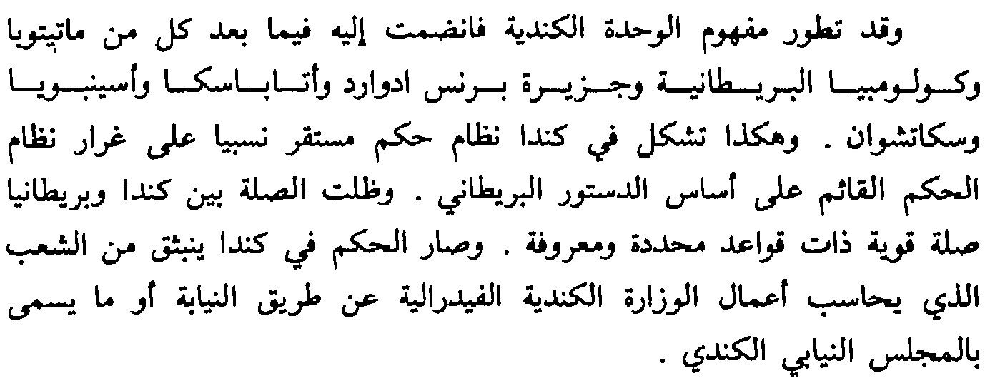 وقد تطور مفهوم الوحدة الكندية فانضمت إليه فيما بعد كل من ماتيتوبا
وكولومبيا البريطانية وجزيرة برنس ادوارد وأتاباسكا وأسينبويا
وسكاتشوان . وهكذا تشكل في كندا نظام حكم مستقر نسبيا على غرار نظام
الحكم القائم على أساس الدستور البريطاني . وظلت الصلة بين كندا وبريطانيا
صلة قوية ذات قواعد محددة ومعروفة . وصار الحكم في كندا ينبثق من الشعب
الذي يحاسب أعمال الوزارة الكندية الفيدرالية عن طريق النيابة أو ما يسمى
بالمجلس النيابي الكندي .